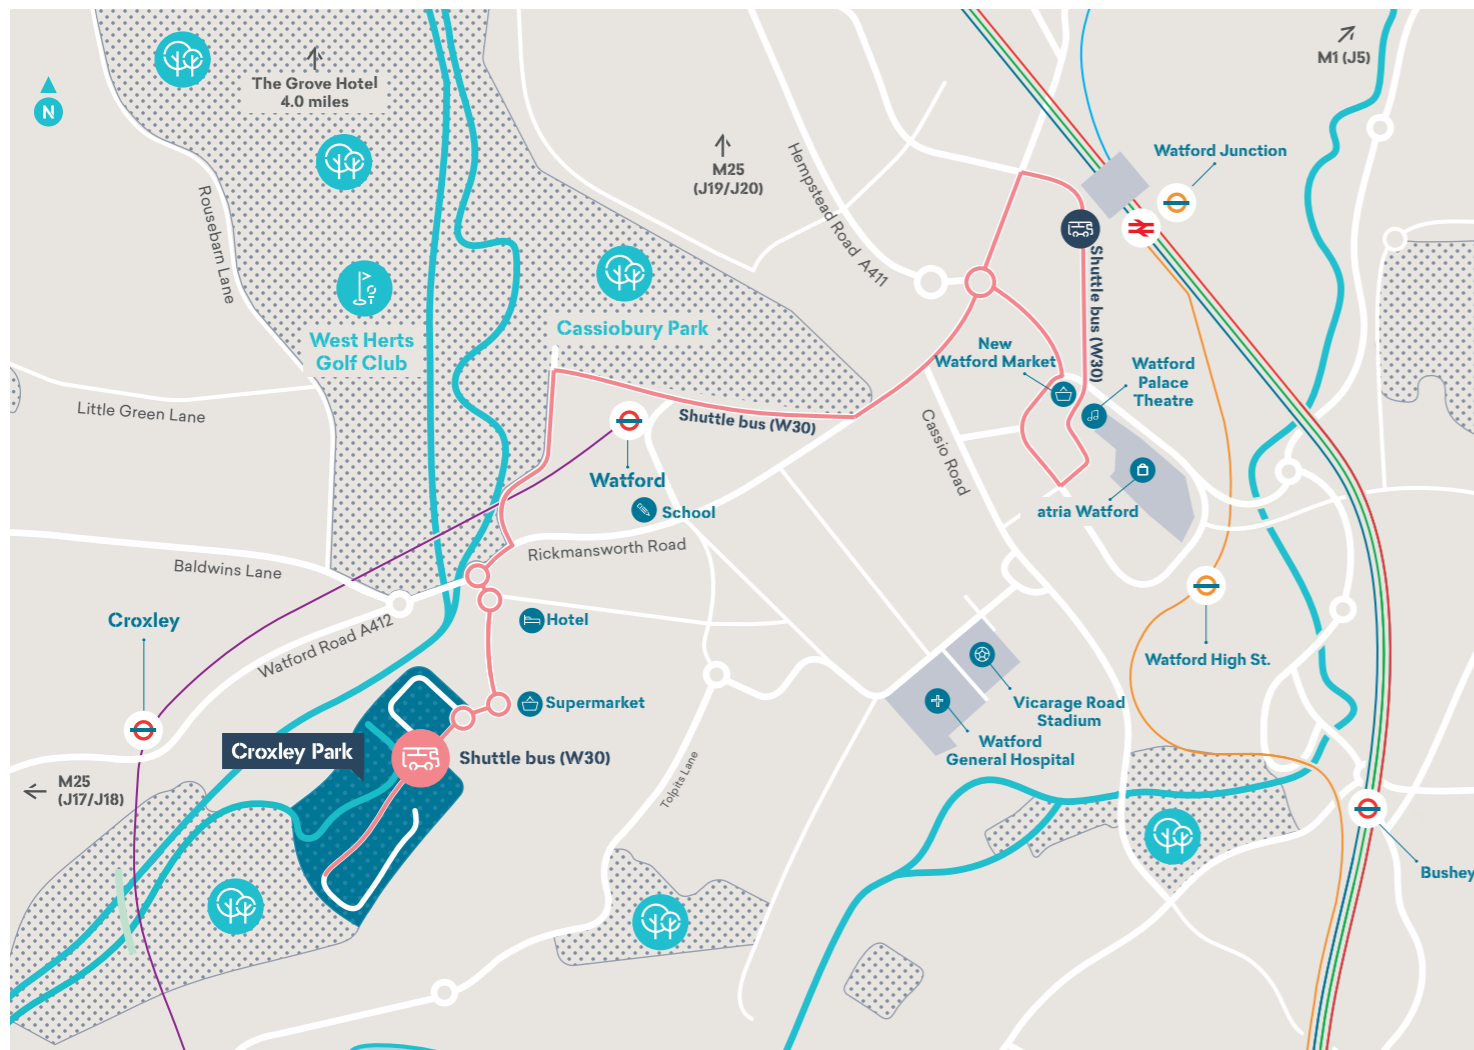 M1 (J5)
The Grove Hotel
4.0 miles
N
Watford Junction
M25
(J19/J20)
Hempstead Road A411
Rousebarn Lane
Shuttle bus (W30)
Cassiobury Park
West Herts
Golf Club
New
Watford Market
Watford
Palace
Theatre
Little Green Lane
Shuttle bus (W30)
Cassio Road
Watford
School
atria Watford
Rickmansworth Road
Baldwins Lane
Croxley
Hotel
Watford Road A412
Watford High St.
Supermarket
Vicarage Road
Stadium
Croxley Park
Shuttle bus (W30)
Watford
General Hospital
M25
(J17/J18)
Tolpits Lane
Bushey